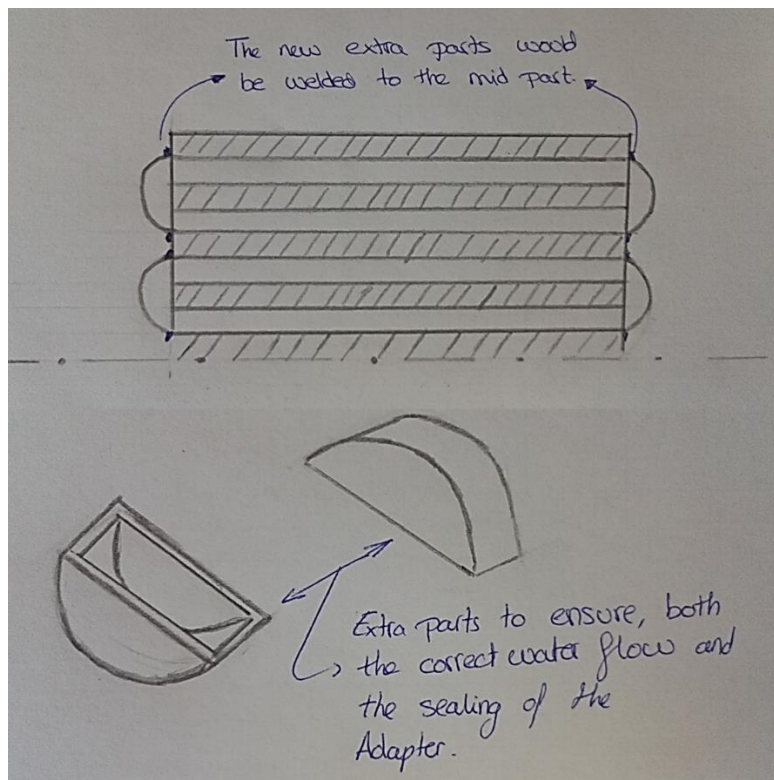 The new extra parts woud
be welded to the mid part.
Extra parts to ensure, both
the correct water flow and
the sealing of the
Adapter.